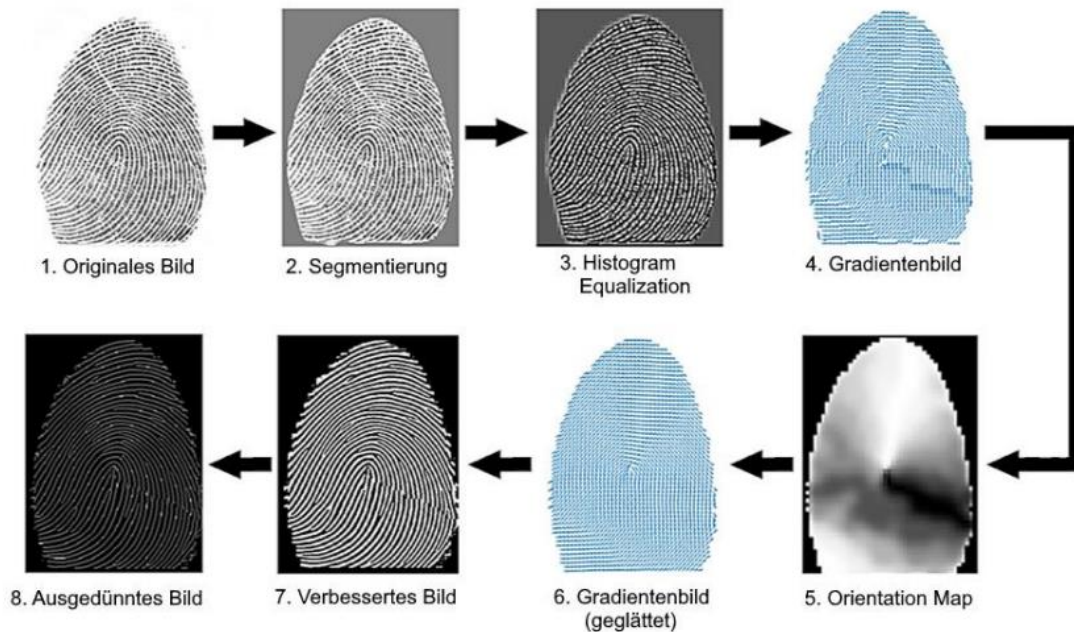 1. Originales Bild
2. Segmentierung
3. Histogram
Equalization
4. Gradientenbild
5. Orientation Map
6. Gradientenbild
(geglättet)
7. Verbessertes Bild
8. Ausgedünntes Bild